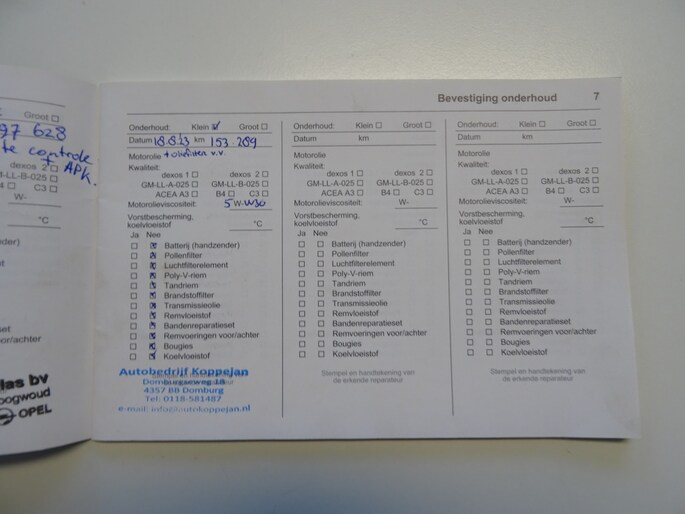 Groot
97 628
te controle
+ APK.
dexos 2
GM-LL-B-025
C3
W-
°C
las bv
oogwoud
OPEL
Bevestiging onderhoud 7
Onderhoud: Klein Groot
Datum 18.8.'23 km 153.289
Motorolie + oliefilter v.v.
Kwaliteit:
dexos 1 dexos 2
GM-LL-A-025 GM-LL-B-025
ACEA A3 B4 C3
Motorolieviscositeit: 5 W- W30
Vorstbescherming,
koelvloeistof °C
Ja Nee
Batterij (handzender)
Pollenfilter
Luchtfilterelement
Poly-V-riem
Tandriem
Brandstoffilter
Transmissieolie
Remvloeistof
Bandenreparatieset
Remvoeringen voor/achter
Bougies
Koelvloeistof
Autobedrijf Koppejan
Domburgseweg 18
4357 BB Domburg
Tel: 0118-581487
e-mail: info@autokoppejan.nl
Onderhoud: Klein Groot
Datum km
Motorolie
Kwaliteit:
dexos 1 dexos 2
GM-LL-A-025 GM-LL-B-025
ACEA A3 B4 C3
Motorolieviscositeit: W-
Vorstbescherming,
koelvloeistof °C
Ja Nee
Batterij (handzender)
Pollenfilter
Luchtfilterelement
Poly-V-riem
Tandriem
Brandstoffilter
Transmissieolie
Remvloeistof
Bandenreparatieset
Remvoeringen voor/achter
Bougies
Koelvloeistof
Stempel en handtekening van
de erkende reparateur
Onderhoud: Klein Groot
Datum km
Motorolie
Kwaliteit:
dexos 1 dexos 2
GM-LL-A-025 GM-LL-B-025
ACEA A3 B4 C3
Motorolieviscositeit: W-
Vorstbescherming,
koelvloeistof °C
Ja Nee
Batterij (handzender)
Pollenfilter
Luchtfilterelement
Poly-V-riem
Tandriem
Brandstoffilter
Transmissieolie
Remvloeistof
Bandenreparatieset
Remvoeringen voor/achter
Bougies
Koelvloeistof
Stempel en handtekening van
de erkende reparateur